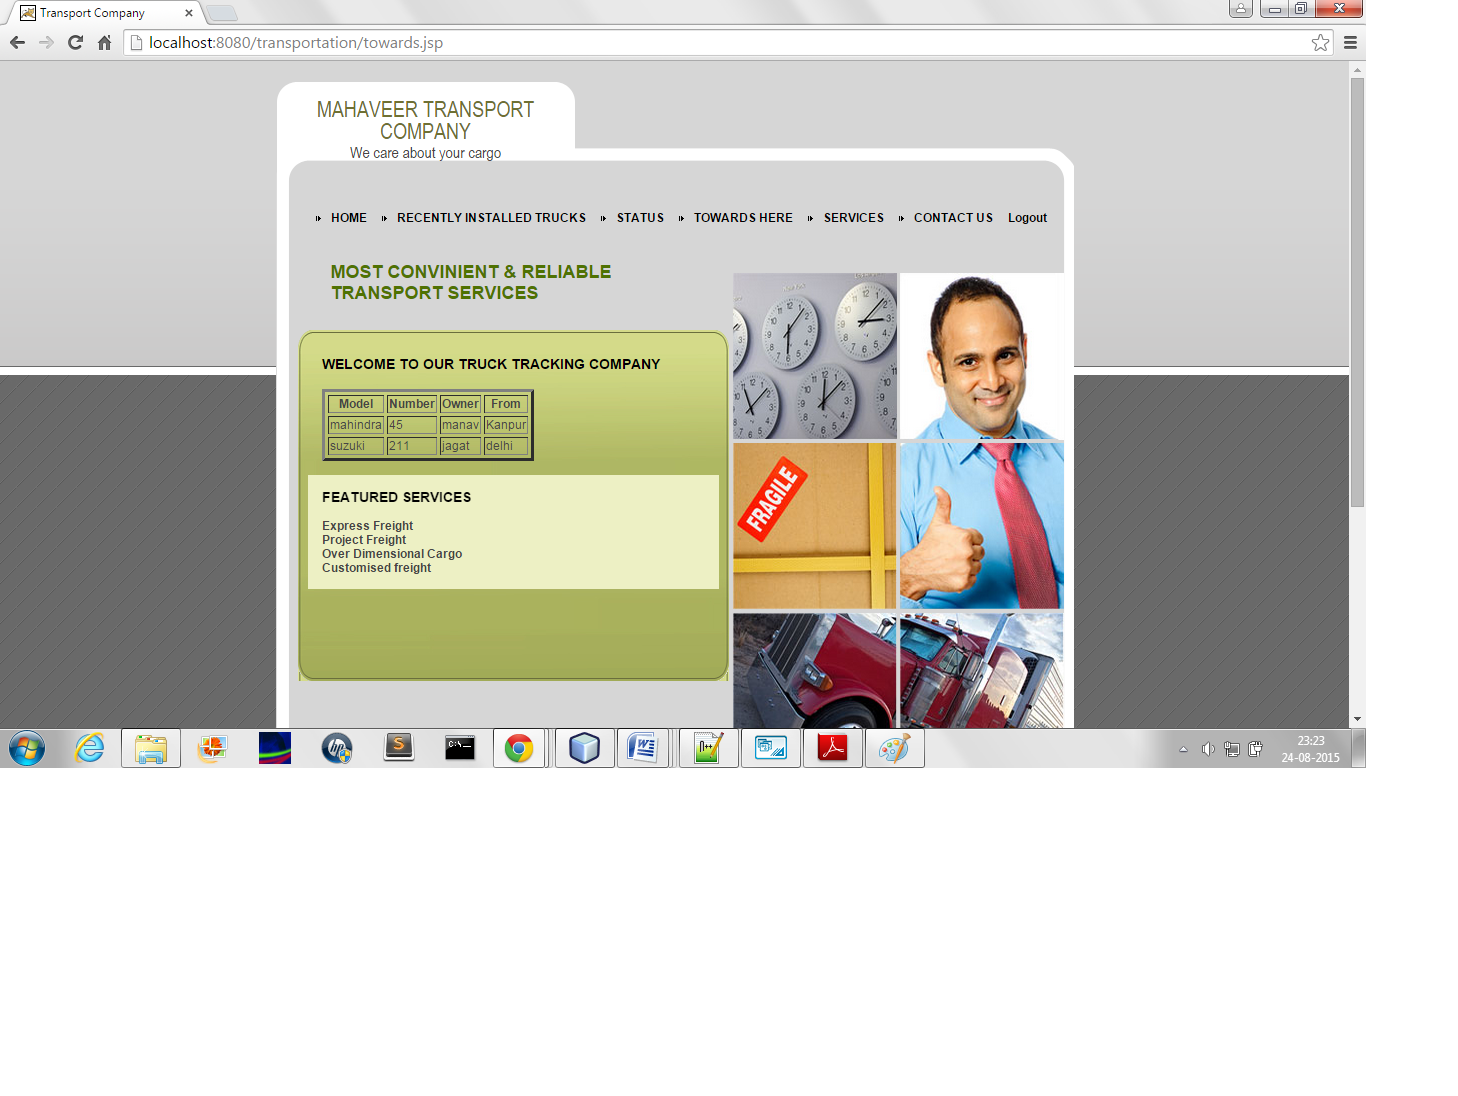 Transport Company
localhost:8080/transportation/towards.jsp
MAHAVEER TRANSPORT
COMPANY
We care about your cargo
HOME RECENTLY INSTALLED TRUCKS STATUS TOWARDS HERE SERVICES CONTACT US Logout
MOST CONVINIENT & RELIABLE
TRANSPORT SERVICES
WELCOME TO OUR TRUCK TRACKING COMPANY
Model Number Owner From
mahindra 45 manav Kanpur
suzuki 211 jagat delhi
FEATURED SERVICES
Express Freight
Project Freight
Over Dimensional Cargo
Customised freight
FRAGILE
23:23
24-08-2015